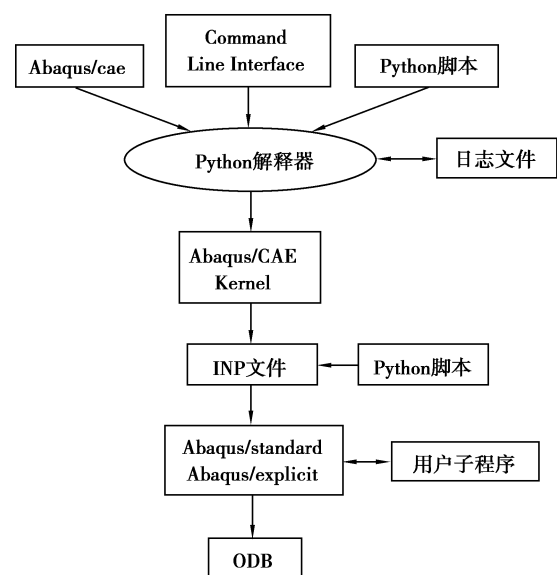 Command
Line Interface
Abaqus/cae
Python脚本
Python解释器
日志文件
Abaqus/CAE
Kernel
INP文件
Python脚本
Abaqus/standard
Abaqus/explicit
用户子程序
ODB